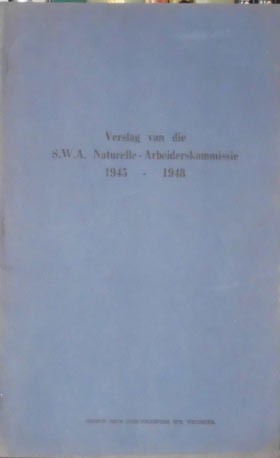 Verslag van die
S.W.A. Naturelle-Arbeiderskommissie
1945 - 1948